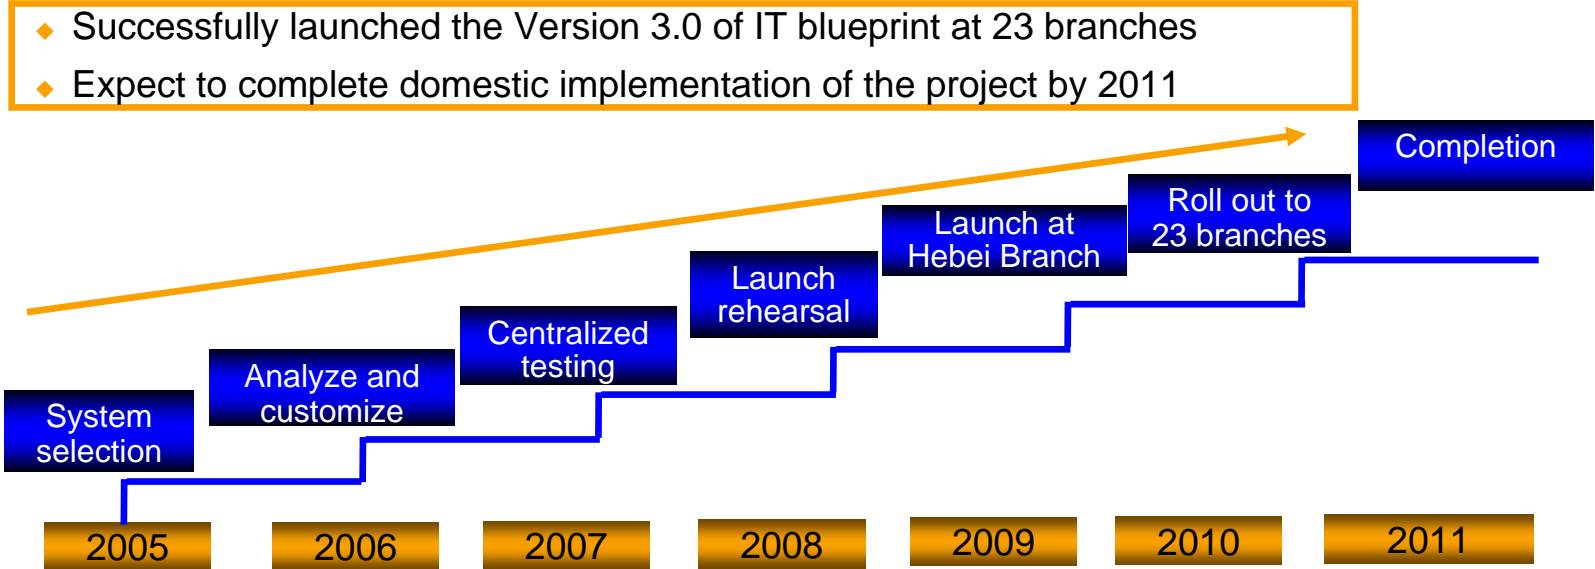 Successfully launched the Version 3.0 of IT blueprint at 23 branches
Expect to complete domestic implementation of the project by 2011
Completion
Roll out to
23 branches
Launch at
Hebei Branch
Launch
rehearsal
Centralized
testing
Analyze and
customize
System
selection
2005
2006
2007
2008
2009
2010
2011